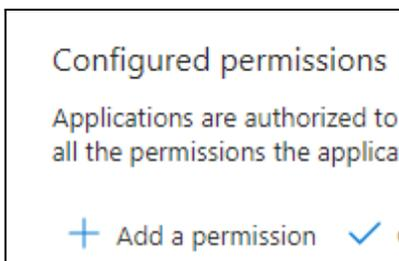 Configured permissions
Applications are authorized to
all the permissions the applica
Add a permission